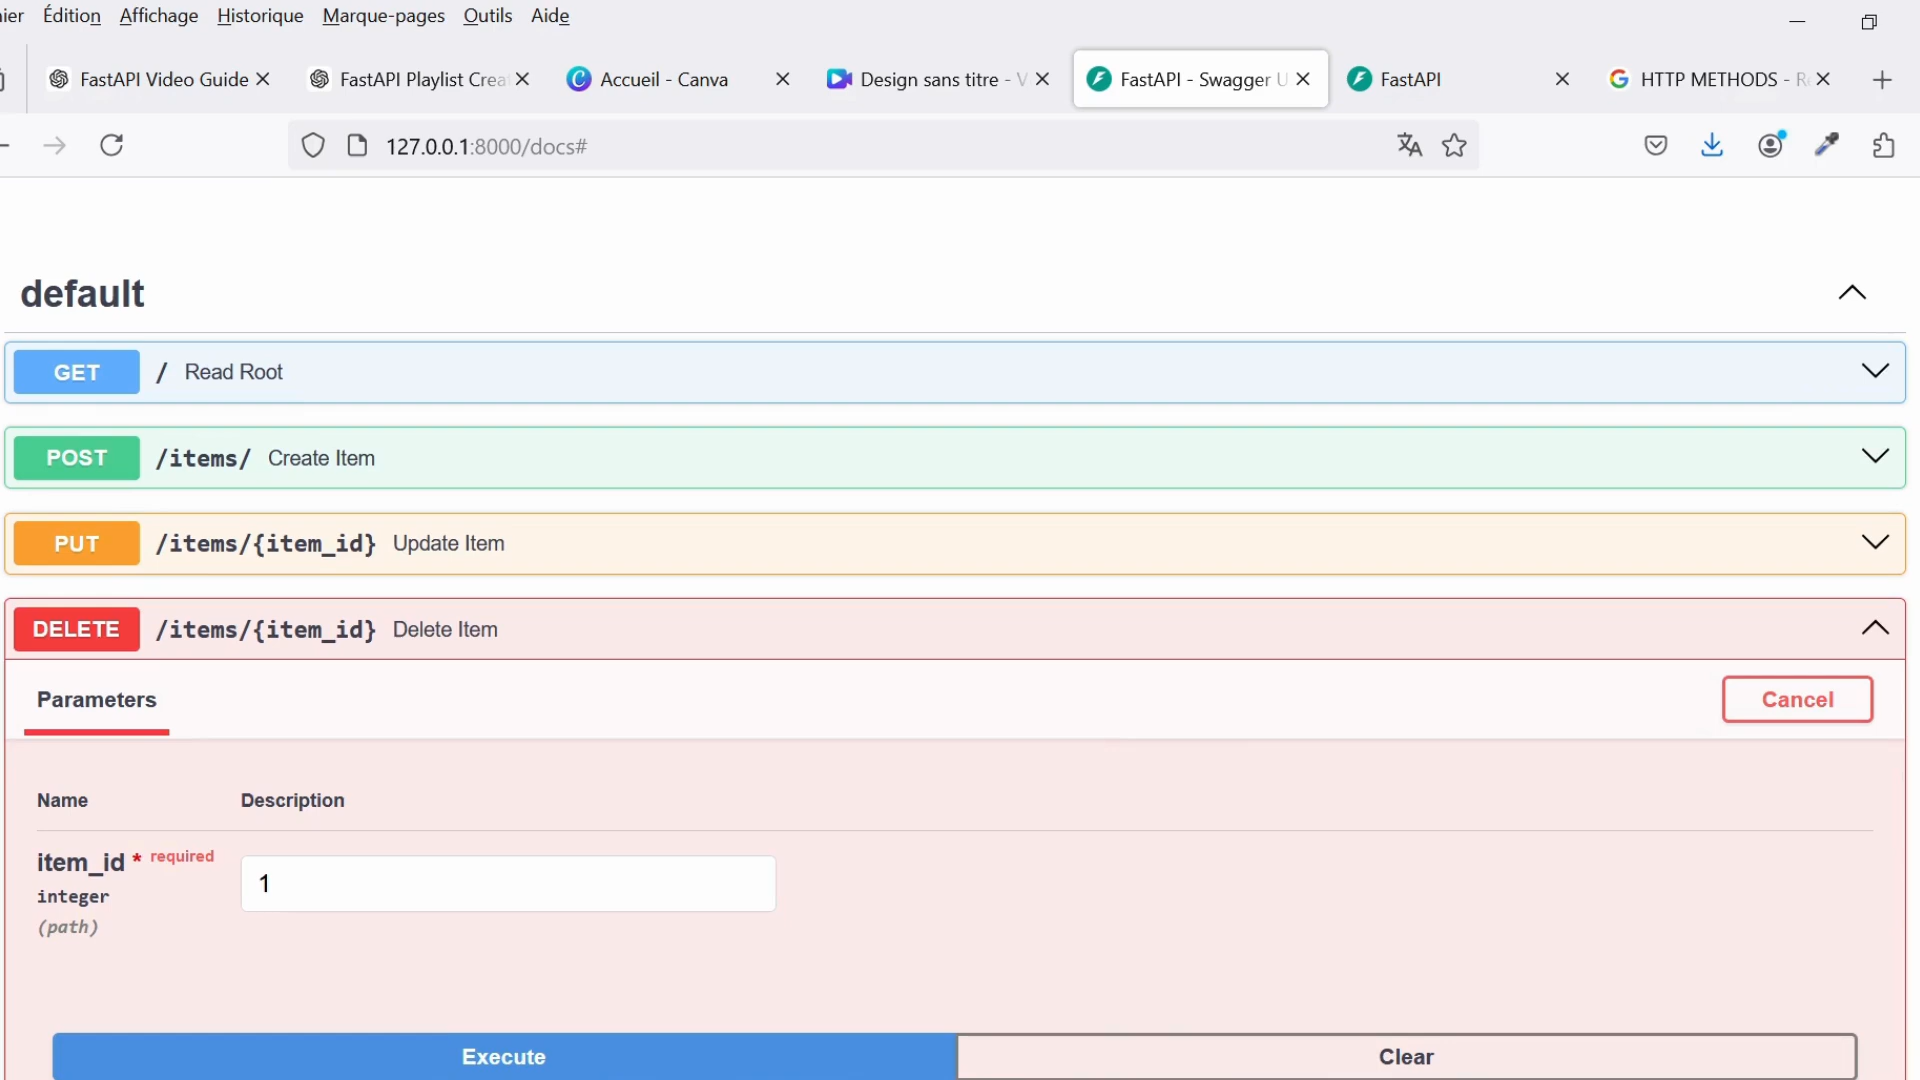 ier Édition Affichage Historique Marque-pages Outils Aide
FastAPI Video Guide FastAPI Playlist Crea Accueil - Canva Design sans titre - V FastAPI - Swagger U FastAPI HTTP METHODS - R
127.0.0.1:8000/docs#
default
GET / Read Root
POST /items/ Create Item
PUT /items/{item_id} Update Item
DELETE /items/{item_id} Delete Item
Parameters Cancel
Name Description
item_id * required
integer
(path)
1
Execute Clear